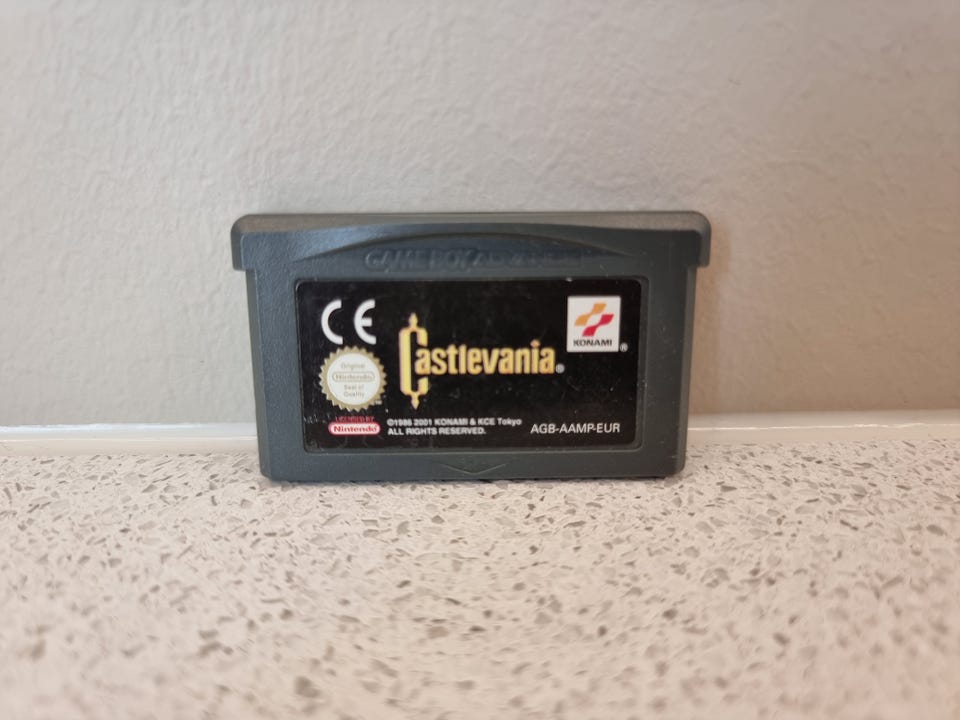 GAME BOY ADVANCE
CE
Castlevania®
KONAMI®
Original
Nintendo
Seal of
Quality
LICENSED BY
Nintendo
©1986 2001 KONAMI & KCE Tokyo
ALL RIGHTS RESERVED.
AGB-AAMP-EUR